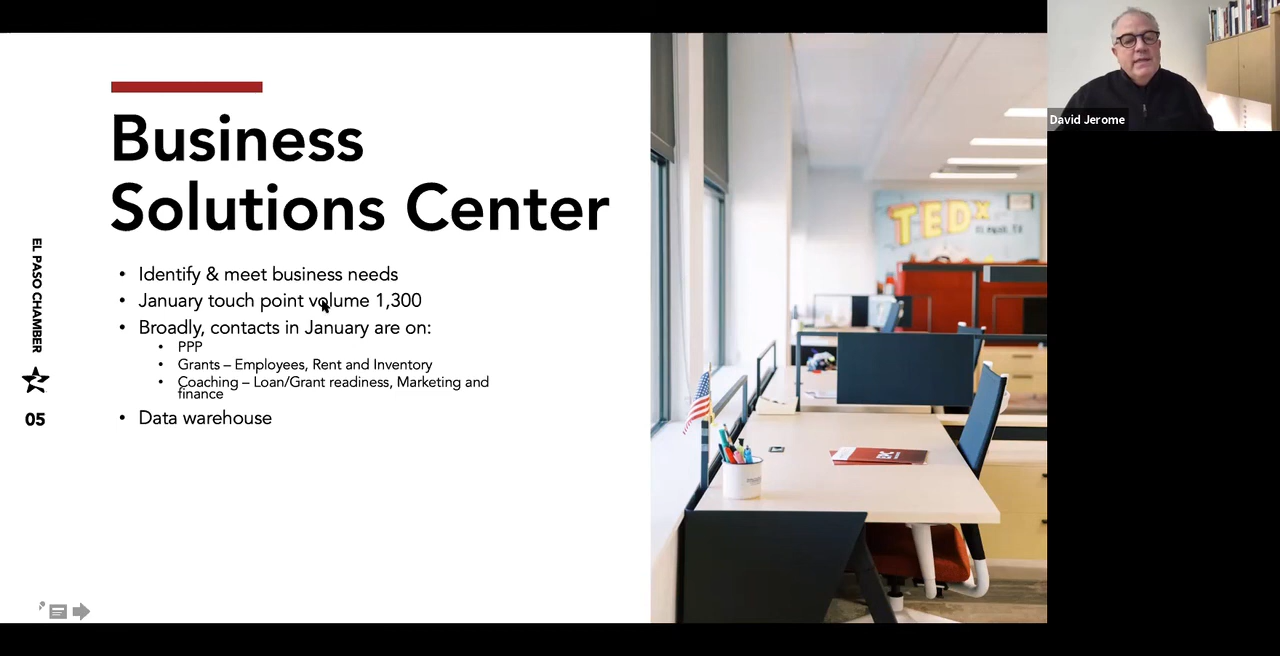 Business
Solutions Center
• Identify & meet business needs
• January touch point volume 1,300
• Broadly, contacts in January are on:
• PPP
• Grants – Employees, Rent and Inventory
• Coaching – Loan/Grant readiness, Marketing and
finance
• Data warehouse
EL PASO CHAMBER
05
TEDx
David Jerome